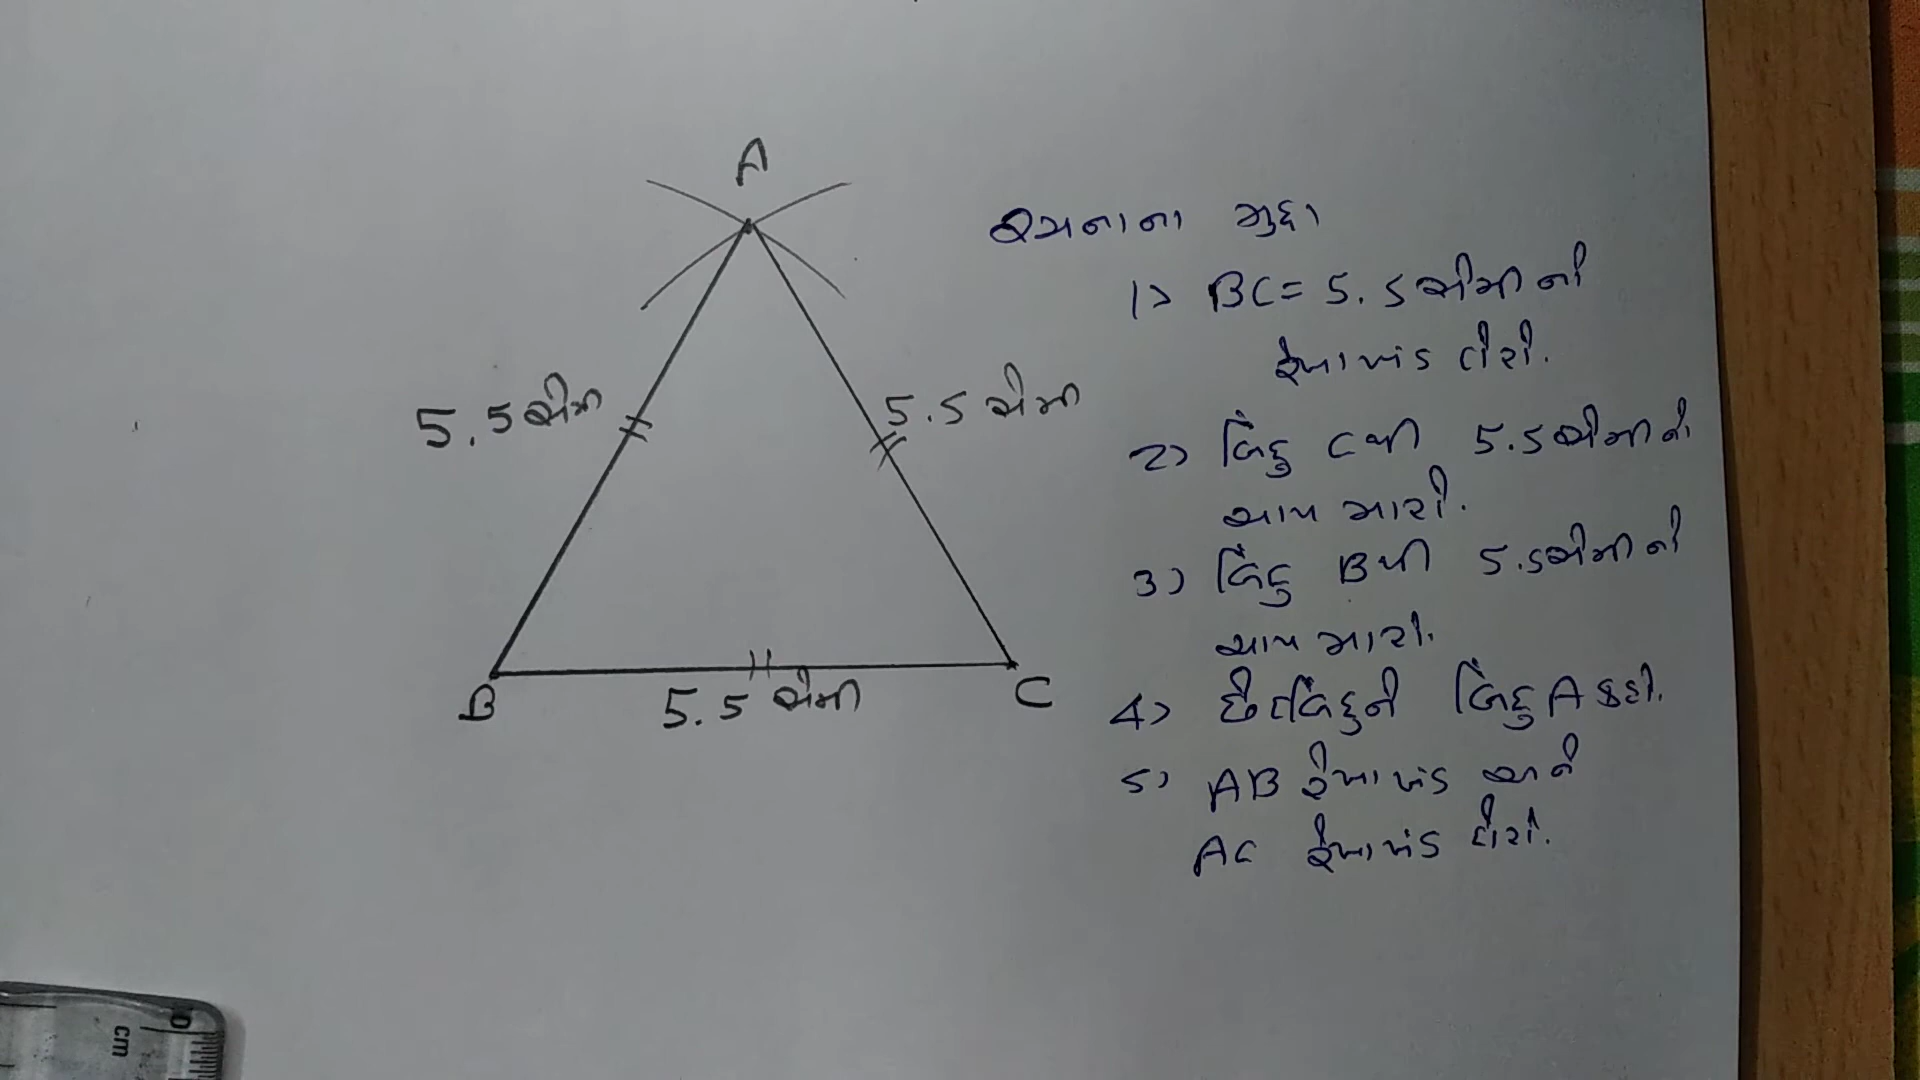 A
5.5 સેમી
5.5 સેમી
B
5.5 સેમી
C
રચનાના મુદ્દા
1) BC = 5.5 સેમી ની
રેખાખંડ દોરો.
2) બિંદુ C થી 5.5 સેમી નો
ચાપ મારો.
3) બિંદુ B થી 5.5 સેમી નો
ચાપ મારો.
4) છેદબિંદુને બિંદુ A કહો.
5) AB રેખાખંડ અને
AC રેખાખંડ દોરો.
cm
0